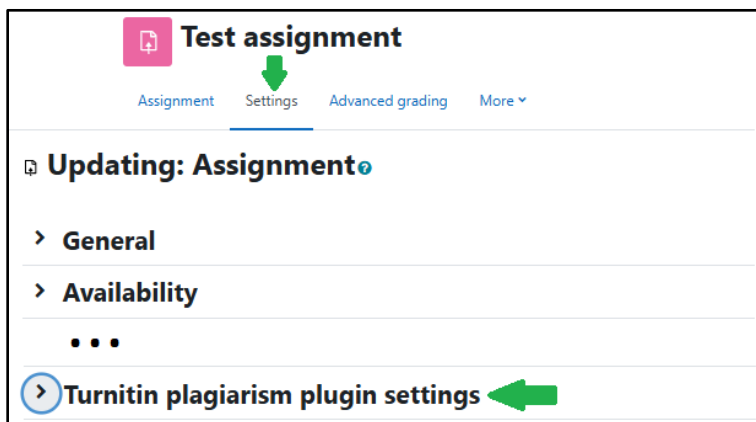 Test assignment
Assignment Settings Advanced grading More
Updating: Assignment
General
Availability
• • •
Turnitin plagiarism plugin settings